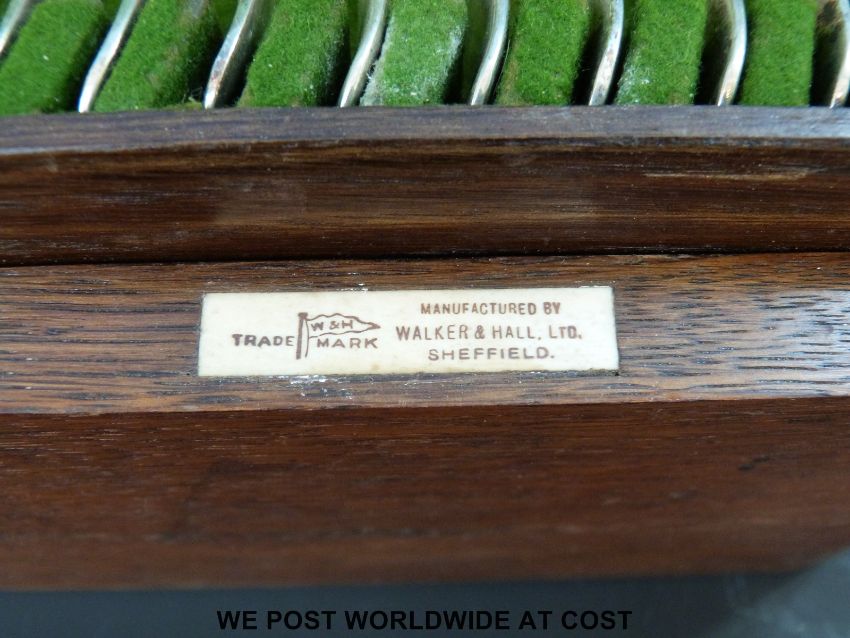 TRADE MARK
W & H
MANUFACTURED BY
WALKER & HALL, LTD.
SHEFFIELD.
WE POST WORLDWIDE AT COST